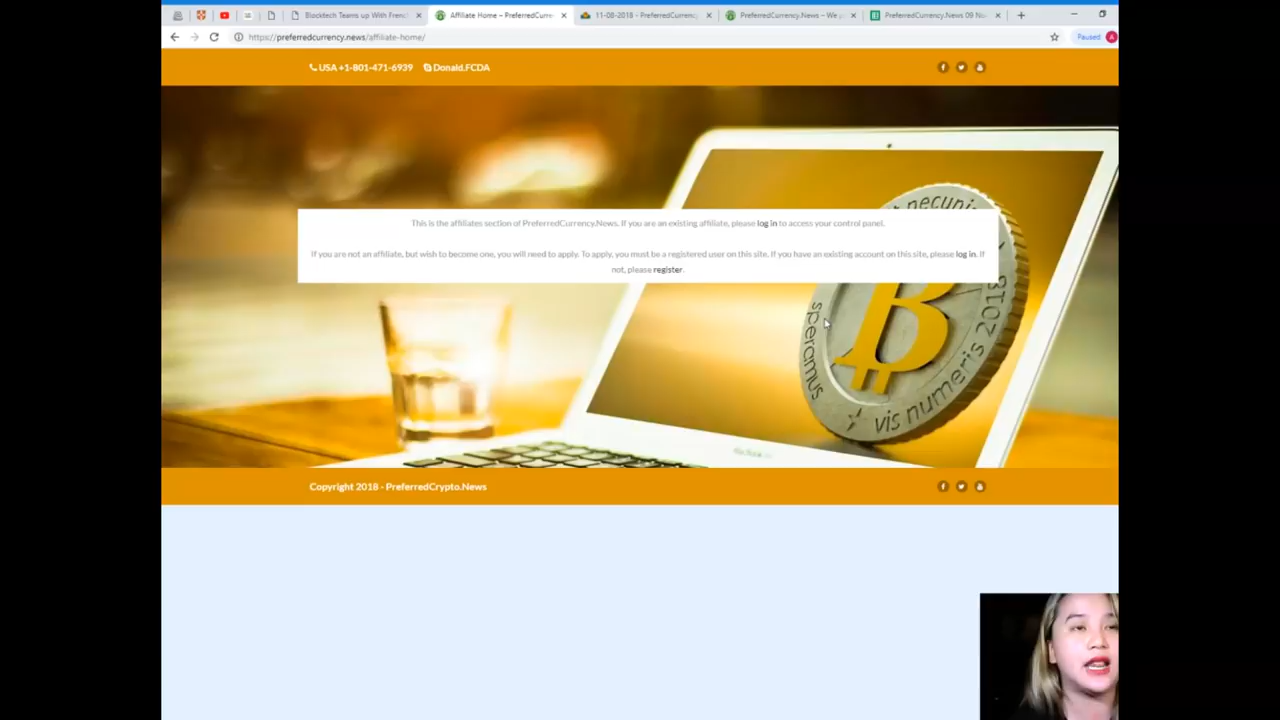 Blocktech Teams up With Frenc
Affiliate Home – PreferredCurre
11-08-2018 - PreferredCurrenc
PreferredCurrency.News – We p
PreferredCurrency.News 09 No
https://preferredcurrency.news/affiliate-home/
Paused
A
USA +1-801-471-6939
Donald.FCDA
This is the affiliates section of PreferredCurrency.News. If you are an existing affiliate, please log in to access your control panel.
If you are not an affiliate, but wish to become one, you will need to apply. To apply, you must be a registered user on this site. If you have an existing account on this site, please log in. If
not, please register.
necunia
speramus
vis numeris 2018
B
Copyright 2018 - PreferredCrypto.News